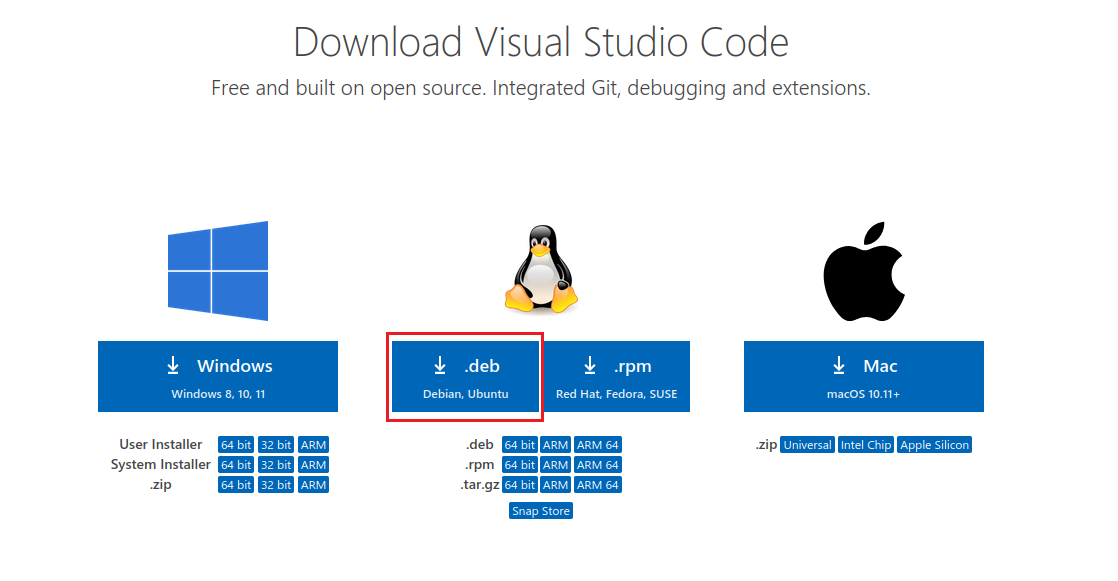 Download Visual Studio Code
Free and built on open source. Integrated Git, debugging and extensions.
Windows
Windows 8, 10, 11
User Installer 64 bit 32 bit ARM
System Installer 64 bit 32 bit ARM
.zip 64 bit 32 bit ARM
.deb
Debian, Ubuntu
.rpm
Red Hat, Fedora, SUSE
.deb 64 bit ARM ARM 64
.rpm 64 bit ARM ARM 64
.tar.gz 64 bit ARM ARM 64
Snap Store
Mac
macOS 10.11+
.zip Universal Intel Chip Apple Silicon